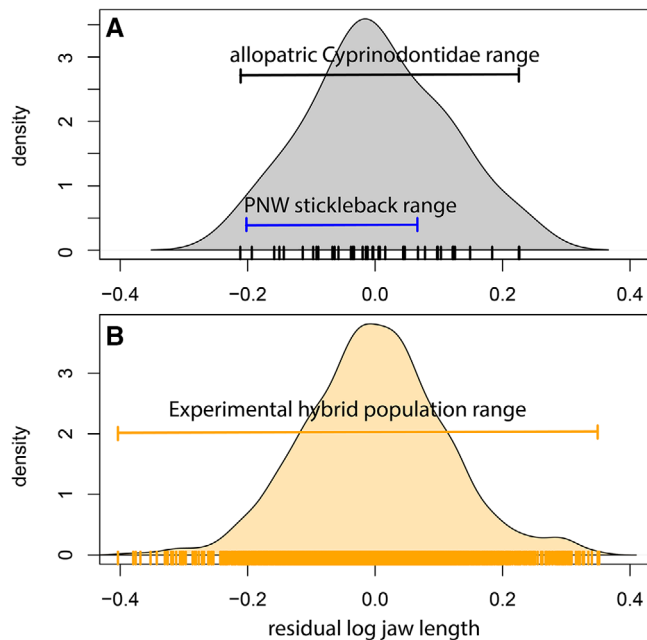 A
allopatric Cyprinodontidae range
PNW stickleback range
density
0
1
2
3
−0.4 −0.2 0.0 0.2 0.4
B
Experimental hybrid population range
density
0
1
2
3
−0.4 −0.2 0.0 0.2 0.4
residual log jaw length